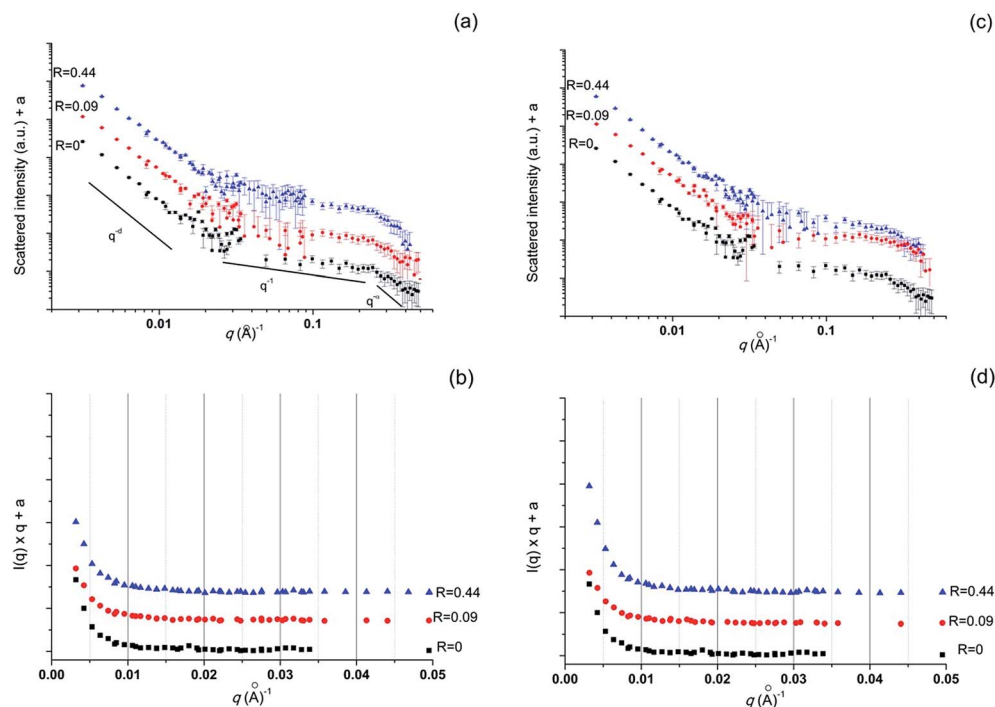 (a)
Scattered intensity (a.u.) + a
R=0.44
R=0.09
R=0
q⁻ᵈ
q⁻¹
0.01
0.1
q (Å)⁻¹
(c)
Scattered intensity (a.u.) + a
R=0.44
R=0.09
R=0
0.01
0.1
q (Å)⁻¹
(b)
I(q) x q + a
R=0.44
R=0.09
R=0
0.00
0.01
0.02
0.03
0.04
0.05
q (Å)⁻¹
(d)
I(q) x q + a
R=0.44
R=0.09
R=0
0.00
0.01
0.02
0.03
0.04
0.05
q (Å)⁻¹